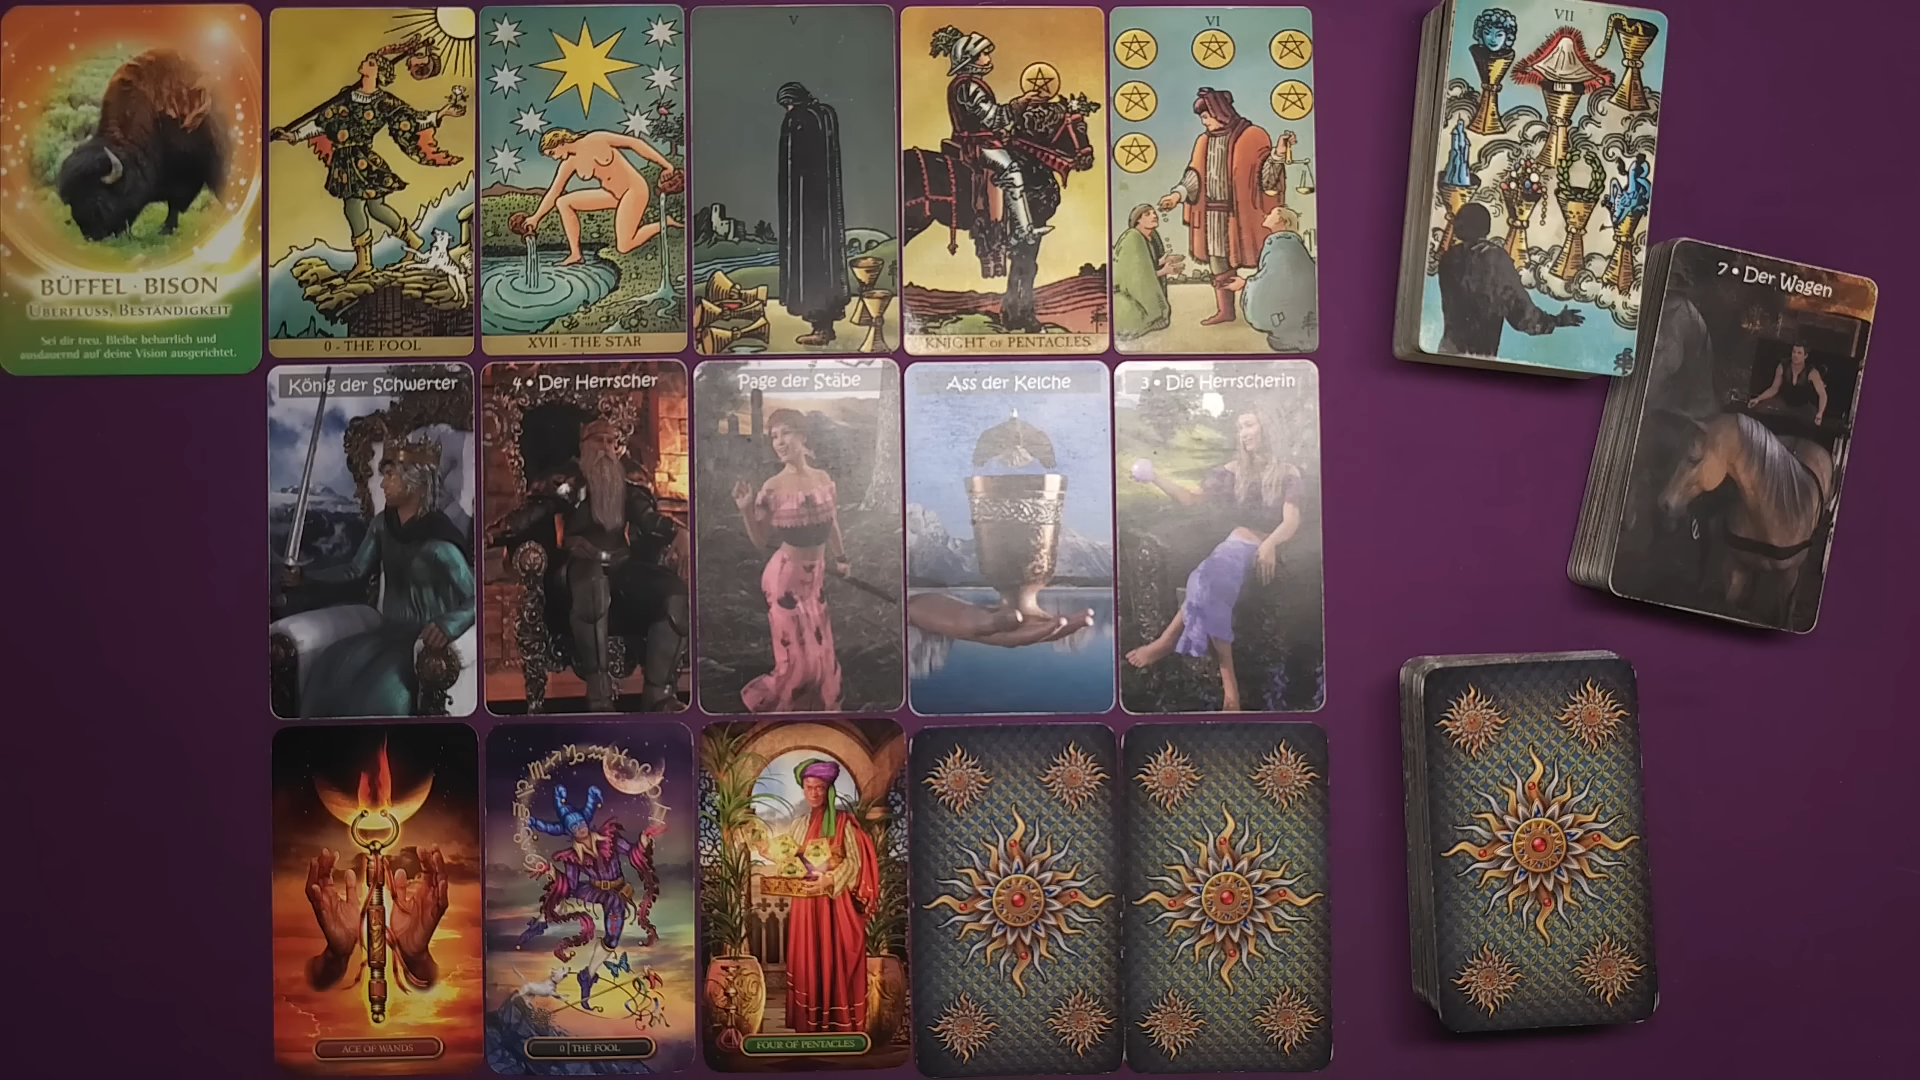 BÜFFEL · BISON
ÜBERFLUSS, BESTÄNDIGKEIT
Sei dir treu. Bleibe beharrlich und
ausdauernd auf deine Vision ausgerichtet.
0 - THE FOOL
XVII - THE STAR
V
KNIGHT OF PENTACLES
VI
VII
7 • Der Wagen
König der Schwerter
4 • Der Herrscher
Page der Stäbe
Ass der Kelche
3 • Die Herrscherin
ACE OF WANDS
0 | THE FOOL
FOUR OF PENTACLES